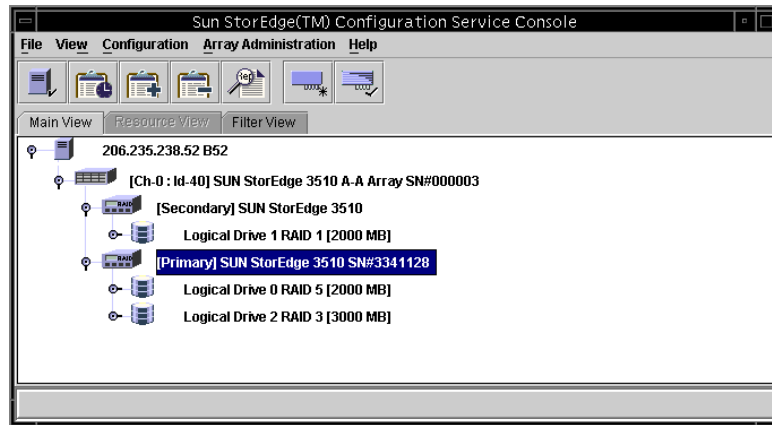 Sun StorEdge(TM) Configuration Service Console
File View Configuration Array Administration Help
Rep
Main View Resource View Filter View
206.235.238.52 B52
[Ch-0 : Id-40] SUN StorEdge 3510 A-A Array SN#000003
RAID [Secondary] SUN StorEdge 3510
Logical Drive 1 RAID 1 [2000 MB]
RAID [Primary] SUN StorEdge 3510 SN#3341128
Logical Drive 0 RAID 5 [2000 MB]
Logical Drive 2 RAID 3 [3000 MB]